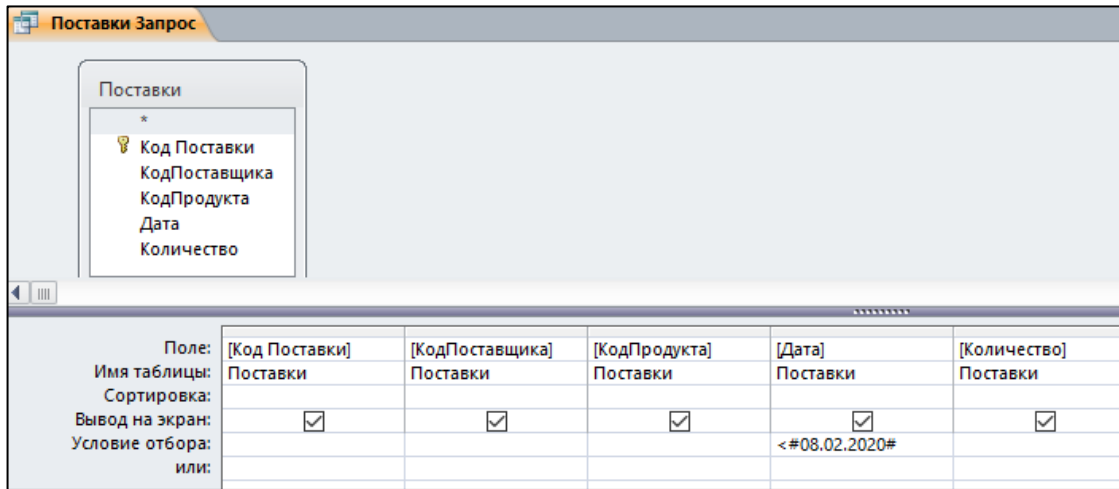 Поставки Запрос
Поставки
*
Код Поставки
КодПоставщика
КодПродукта
Дата
Количество
Поле: [Код Поставки] [КодПоставщика] [КодПродукта] [Дата] [Количество]
Имя таблицы: Поставки Поставки Поставки Поставки Поставки
Сортировка:
Вывод на экран:
Условие отбора: <#08.02.2020#
или: